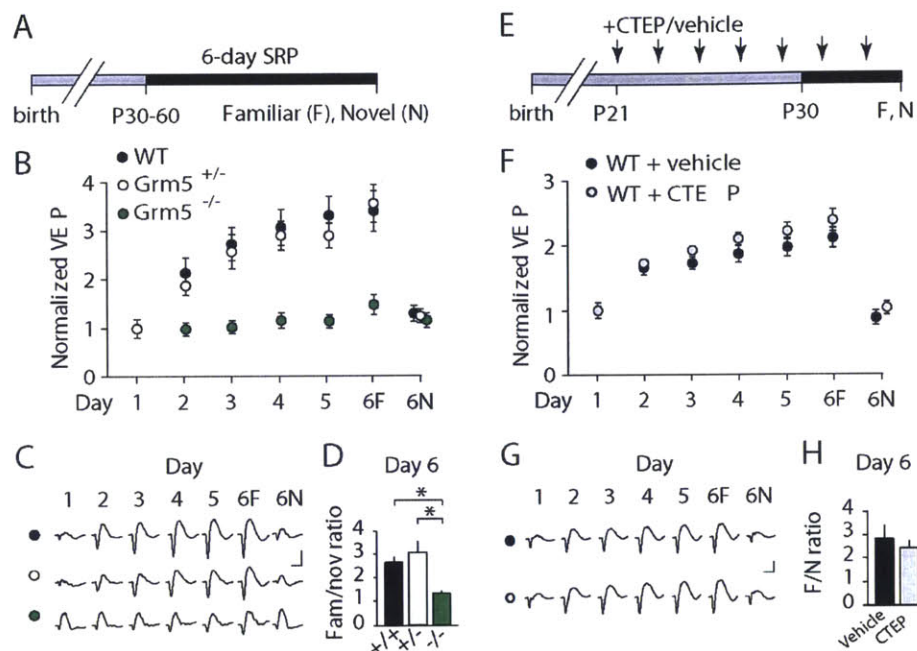 A
6-day SRP
birth
P30-60
Familiar (F), Novel (N)
B
WT
Grm5 +/-
Grm5 -/-
Normalized VE P
4
3
2
1
0
Day 1 2 3 4 5 6F 6N
C
Day
1 2 3 4 5 6F 6N
D
Day 6
* 
*
Fam/nov ratio
4
3
2
1
0
+/+ +/- -/-
E
+CTEP/vehicle
birth
P21
P30
F, N
F
WT + vehicle
WT + CTE P
Normalized VE P
3
2
1
0
Day 1 2 3 4 5 6F 6N
G
Day
1 2 3 4 5 6F 6N
H
Day 6
F/N ratio
4
3
2
1
0
Vehicle
CTEP